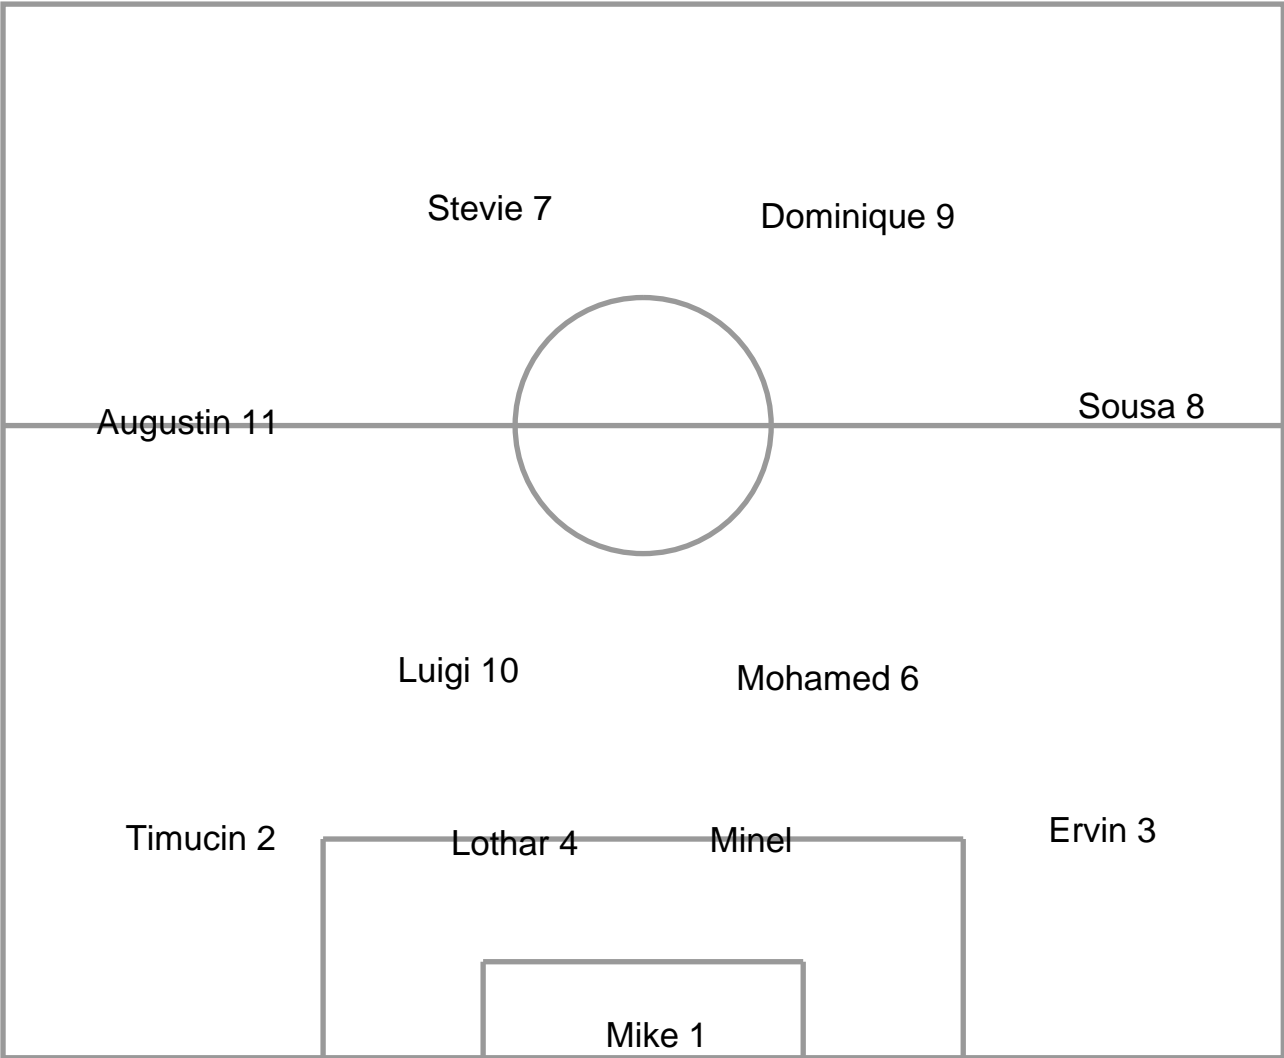 Stevie 7
Dominique 9
Augustin 11
Sousa 8
Luigi 10
Mohamed 6
Timucin 2
Lothar 4
Minel
Ervin 3
Mike 1